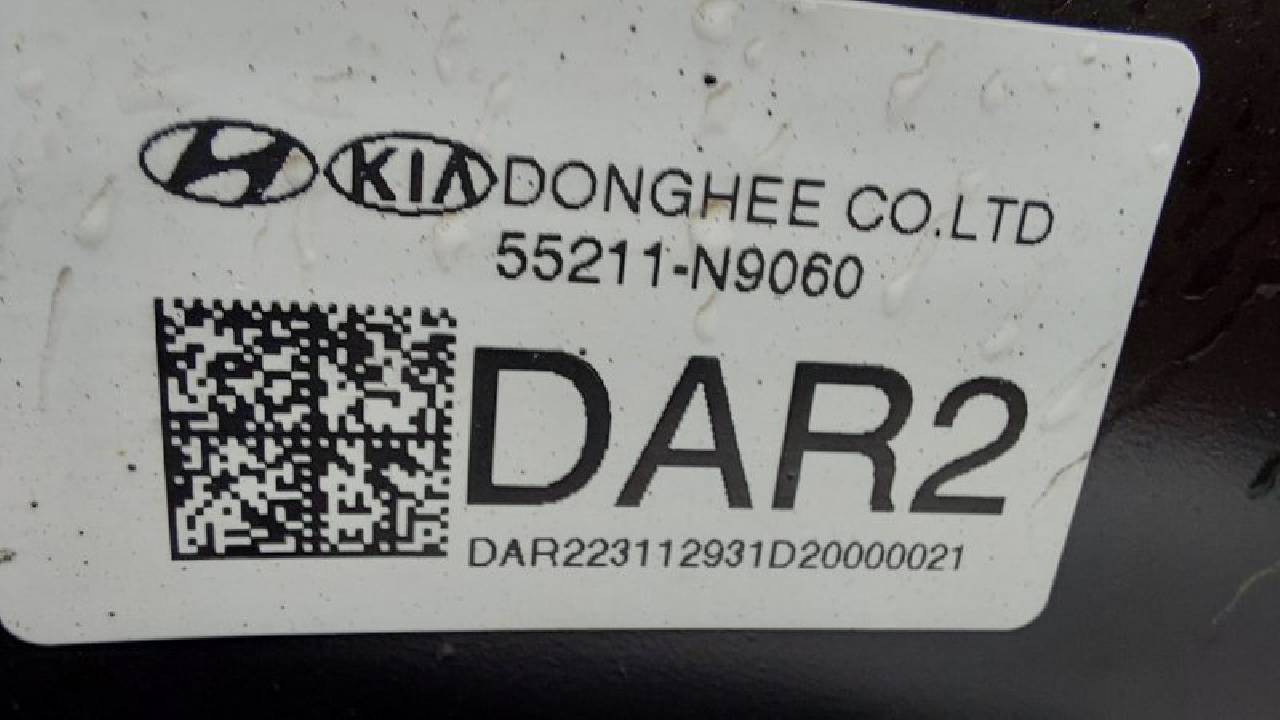 KIA DONGHEE CO.LTD
55211-N9060
DAR2
DAR223112931D20000021